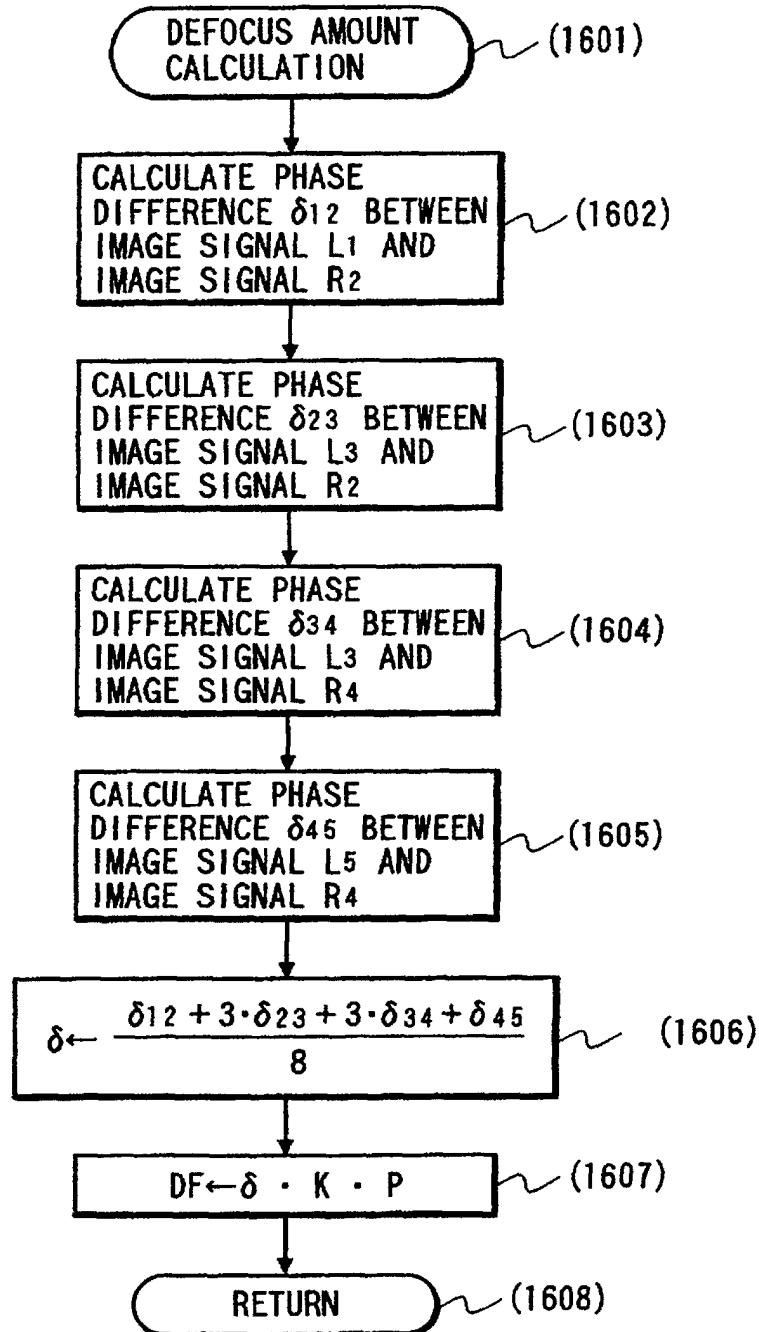 DEFOCUS AMOUNT
CALCULATION
(1601)
CALCULATE PHASE
DIFFERENCE δ12 BETWEEN
IMAGE SIGNAL L1 AND
IMAGE SIGNAL R2
(1602)
CALCULATE PHASE
DIFFERENCE δ23 BETWEEN
IMAGE SIGNAL L3 AND
IMAGE SIGNAL R2
(1603)
CALCULATE PHASE
DIFFERENCE δ34 BETWEEN
IMAGE SIGNAL L3 AND
IMAGE SIGNAL R4
(1604)
CALCULATE PHASE
DIFFERENCE δ45 BETWEEN
IMAGE SIGNAL L5 AND
IMAGE SIGNAL R4
(1605)
δ12 + 3·δ23 + 3·δ34 + δ45
δ←
8
(1606)
DF←δ · K · P
(1607)
RETURN
(1608)